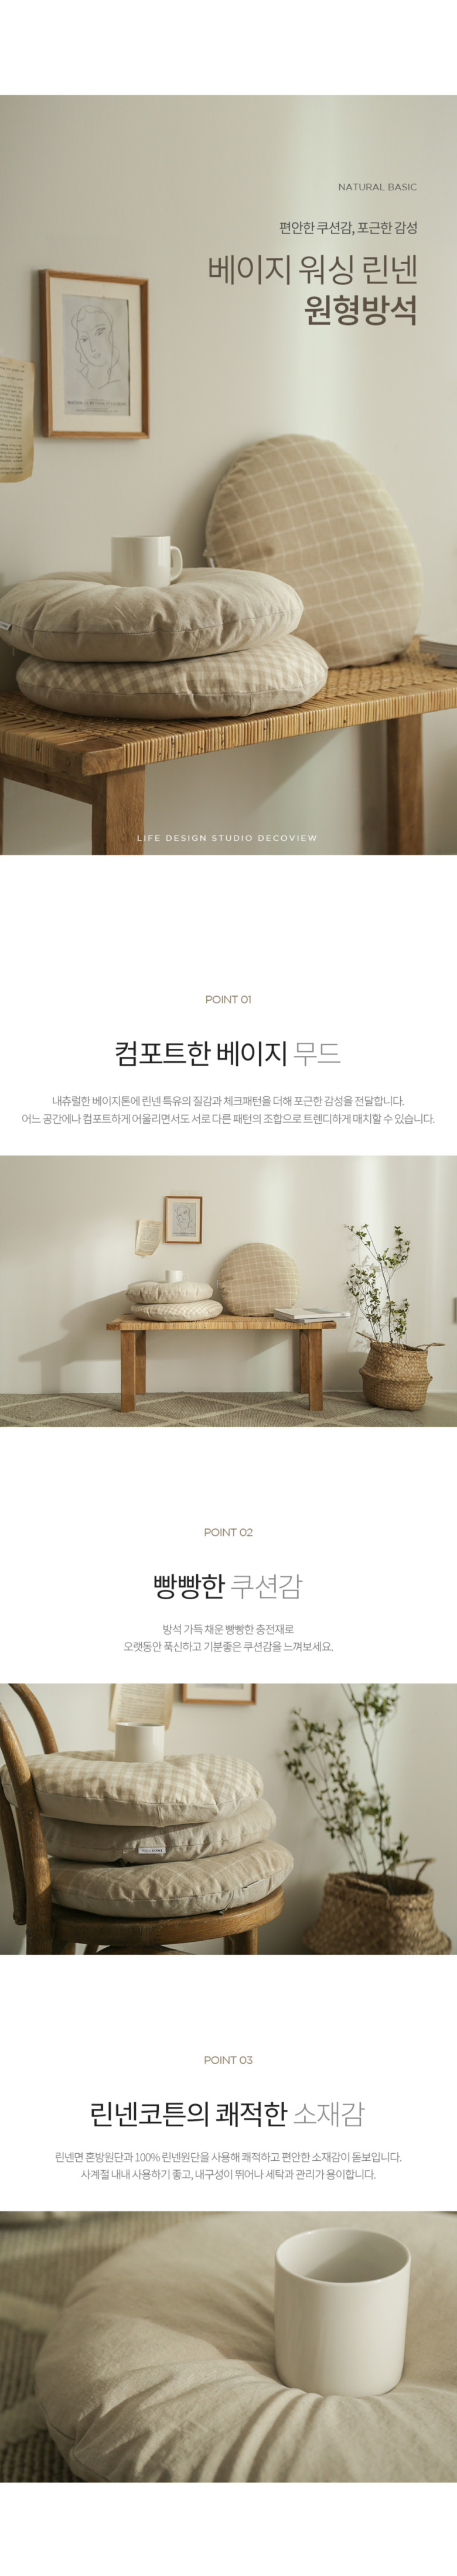 NATURAL BASIC
편안한 쿠션감, 포근한 감성
베이지 워싱 린넨
원형방석
LIFE DESIGN STUDIO DECOVIEW
POINT 01
컴포트한 베이지 무드
내츄럴한 베이지톤에 린넨 특유의 질감과 체크패턴을 더해 포근한 감성을 전달합니다.
어느 공간에나 컴포트하게 어울리면서도 서로 다른 패턴의 조합으로 트렌디하게 매치할 수 있습니다.
POINT 02
빵빵한 쿠션감
방석 가득 채운 빵빵한 충전재로
오랫동안 푹신하고 기분좋은 쿠션감을 느껴보세요.
POINT 03
린넨코튼의 쾌적한 소재감
린넨면 혼방원단과 100% 린넨원단을 사용해 쾌적하고 편안한 소재감이 돋보입니다.
사계절 내내 사용하기 좋고, 내구성이 뛰어나 세탁과 관리가 용이합니다.